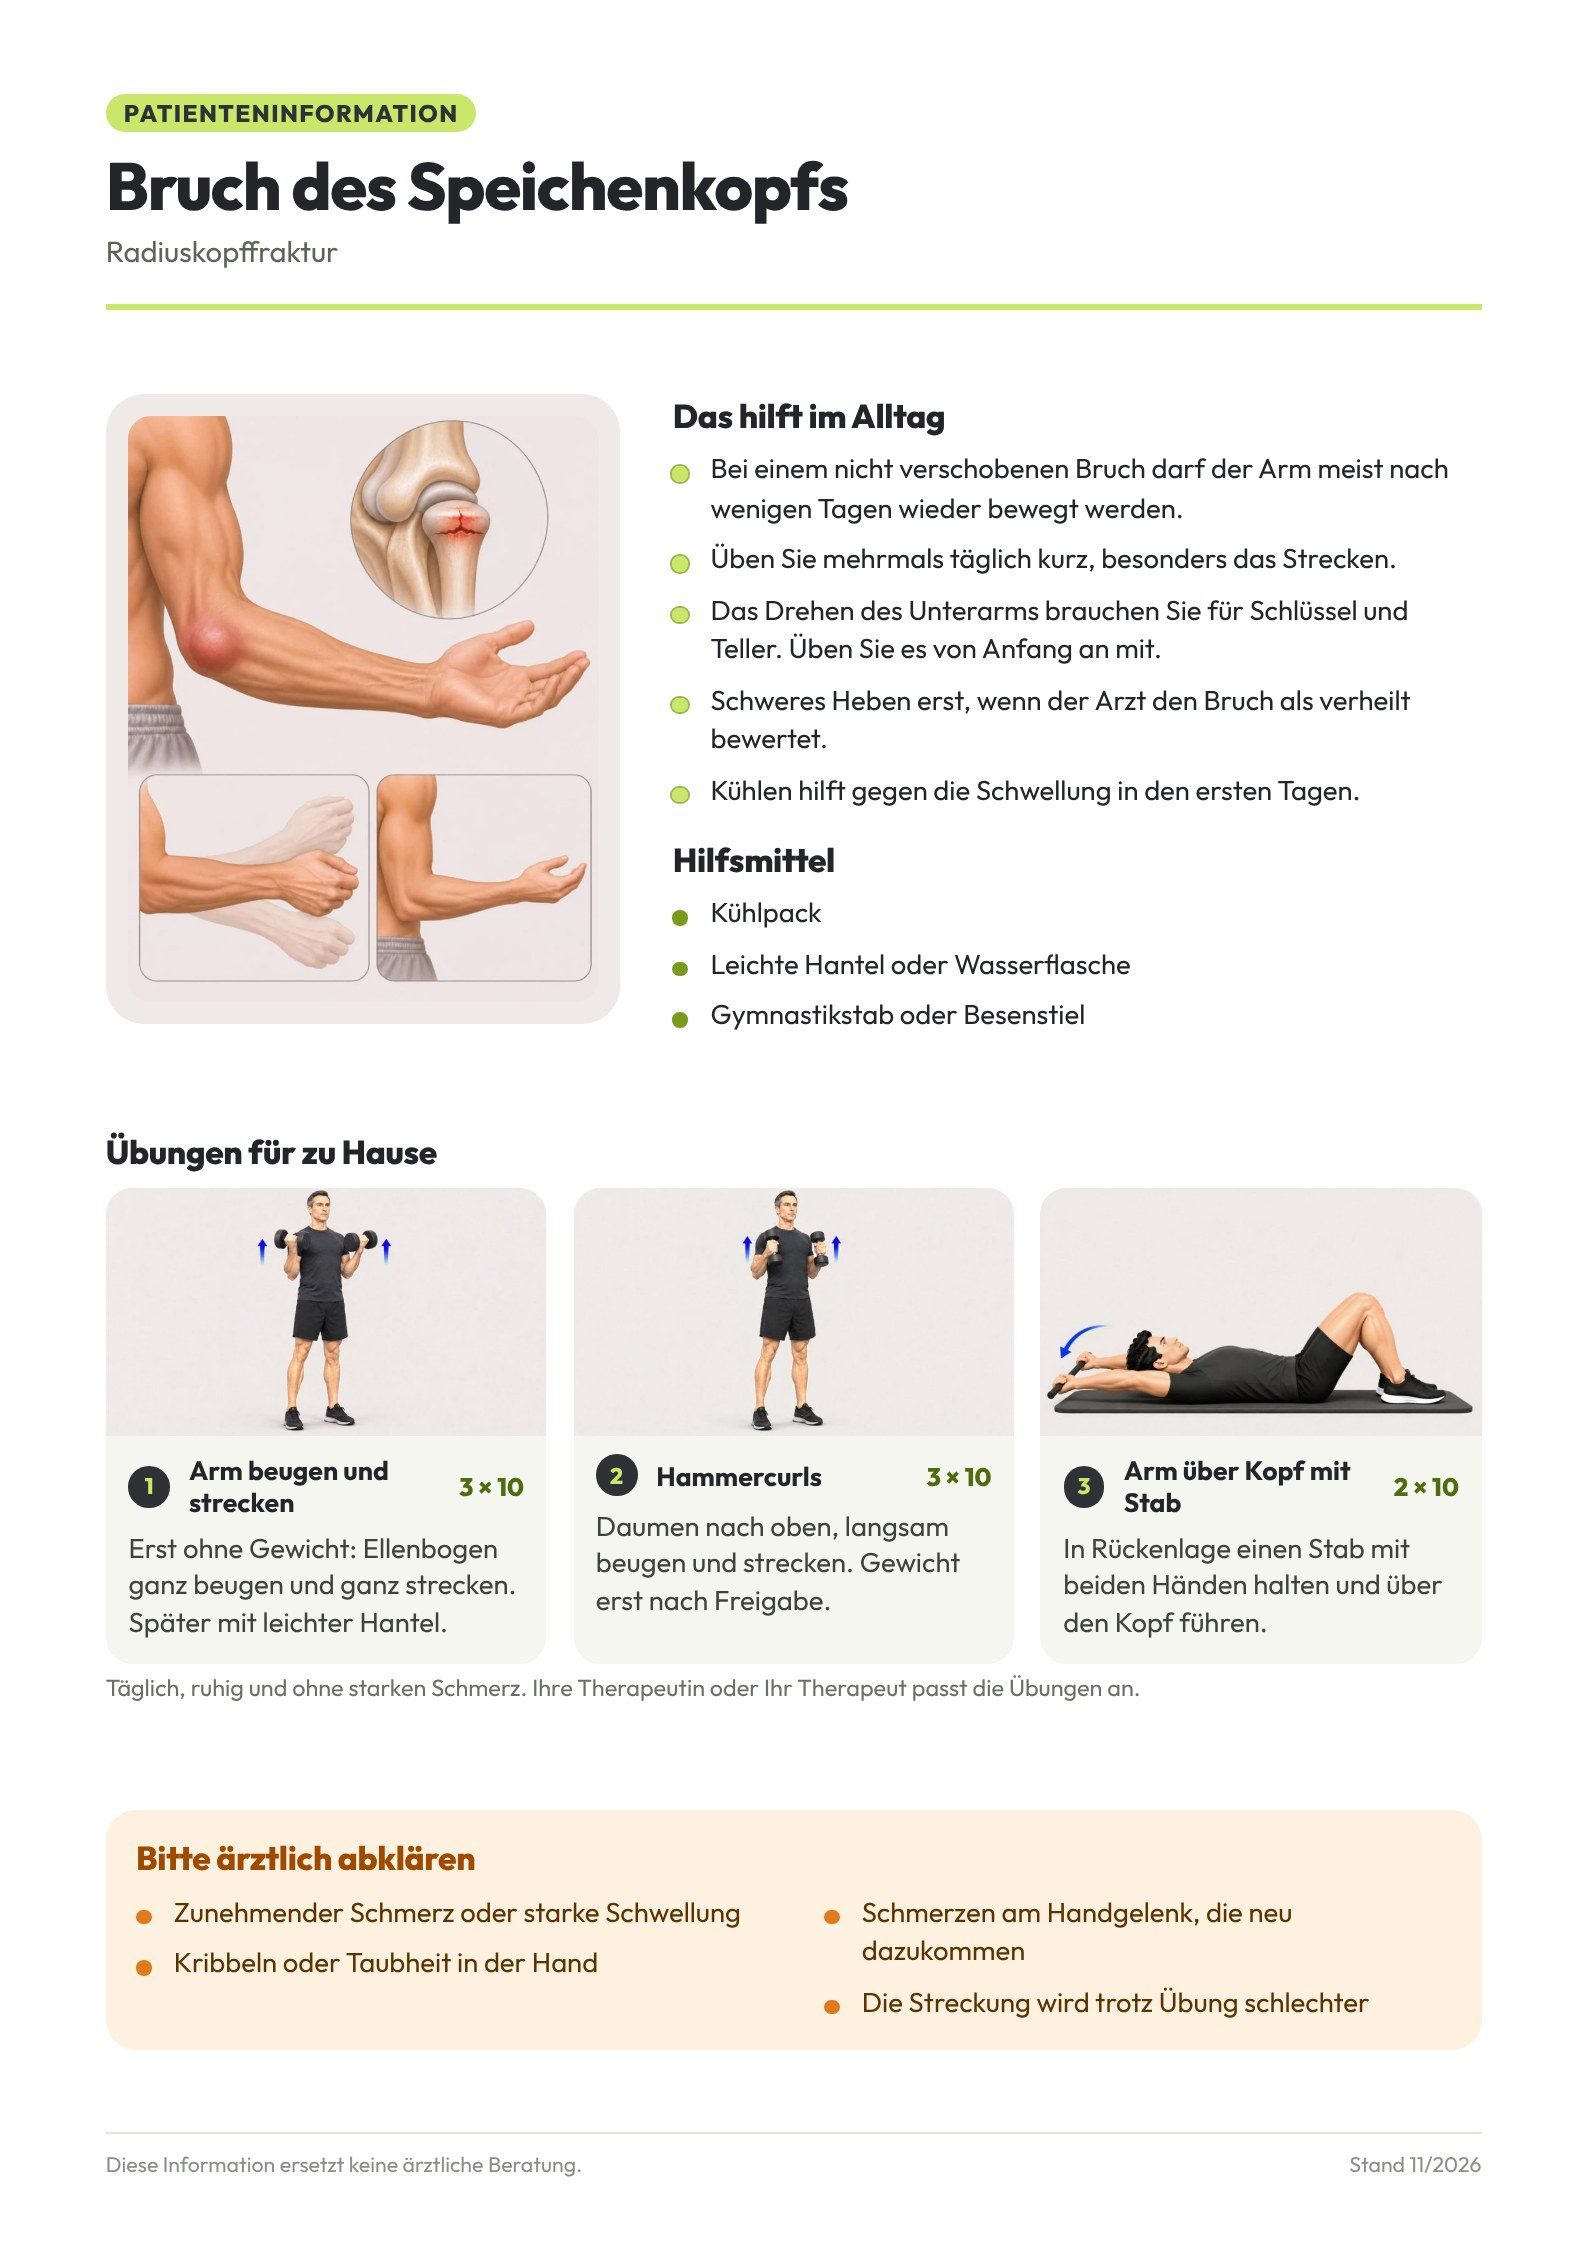 PATIENTENINFORMATION
Bruch des Speichenkopfs
Radiuskopffraktur
Das hilft im Alltag
Bei einem nicht verschobenen Bruch darf der Arm meist nach
wenigen Tagen wieder bewegt werden.
Üben Sie mehrmals täglich kurz, besonders das Strecken.
Das Drehen des Unterarms brauchen Sie für Schlüssel und
Teller. Üben Sie es von Anfang an mit.
Schweres Heben erst, wenn der Arzt den Bruch als verheilt
bewertet.
Kühlen hilft gegen die Schwellung in den ersten Tagen.
Hilfsmittel
Kühlpack
Leichte Hantel oder Wasserflasche
Gymnastikstab oder Besenstiel
Übungen für zu Hause
1 Arm beugen und
strecken
3 × 10
Erst ohne Gewicht: Ellenbogen
ganz beugen und ganz strecken.
Später mit leichter Hantel.
2 Hammercurls 3 × 10
Daumen nach oben, langsam
beugen und strecken. Gewicht
erst nach Freigabe.
3 Arm über Kopf mit
Stab
2 × 10
In Rückenlage einen Stab mit
beiden Händen halten und über
den Kopf führen.
Täglich, ruhig und ohne starken Schmerz. Ihre Therapeutin oder Ihr Therapeut passt die Übungen an.
Bitte ärztlich abklären
Zunehmender Schmerz oder starke Schwellung
Kribbeln oder Taubheit in der Hand
Schmerzen am Handgelenk, die neu
dazukommen
Die Streckung wird trotz Übung schlechter
Diese Information ersetzt keine ärztliche Beratung.
Stand 11/2026